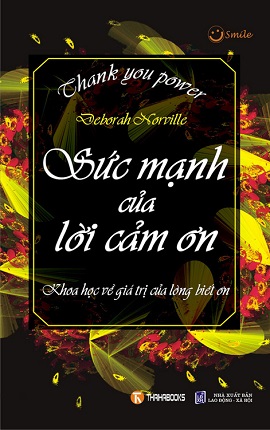 Smile
Thank you power
Deborah Norville
Sức mạnh
của
lời cảm ơn
Khoa học về giá trị của lòng biết ơn
THAIHABOOKS
NHÀ XUẤT BẢN
LAO ĐỘNG - XÃ HỘI